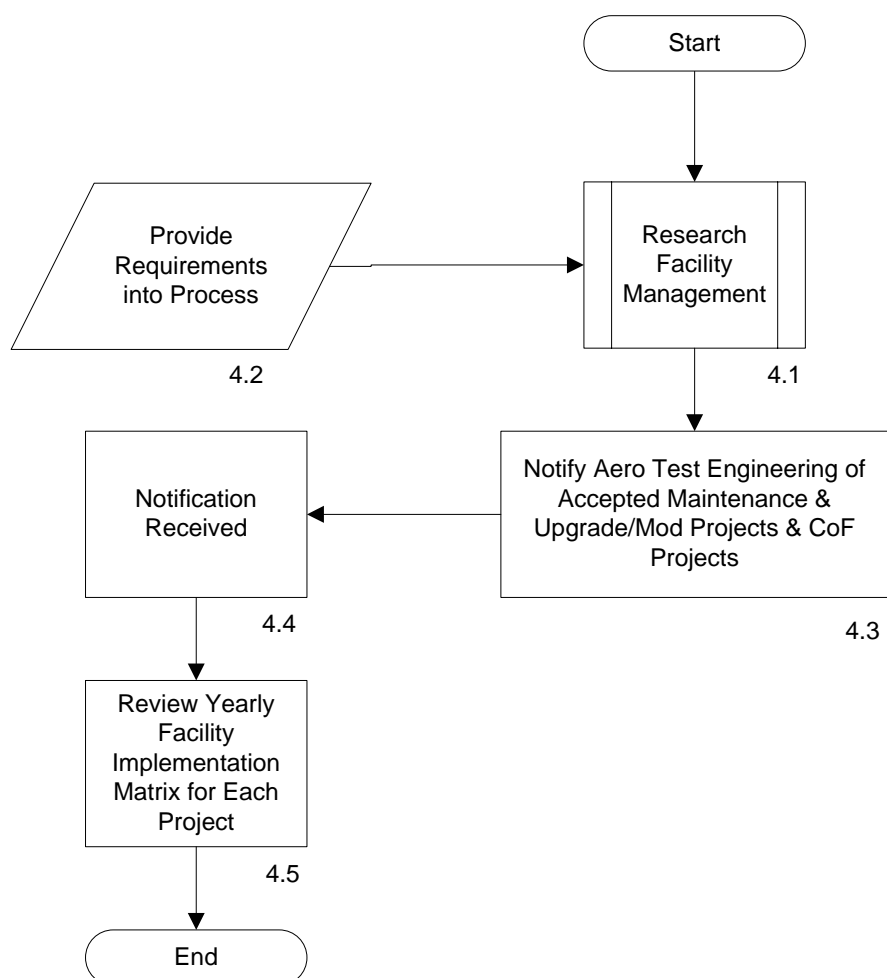 Start
Provide
Requirements
into Process
4.2
Research
Facility
Management
4.1
Notify Aero Test Engineering of
Accepted Maintenance &
Upgrade/Mod Projects & CoF
Projects
4.3
Notification
Received
4.4
Review Yearly
Facility
Implementation
Matrix for Each
Project
4.5
End